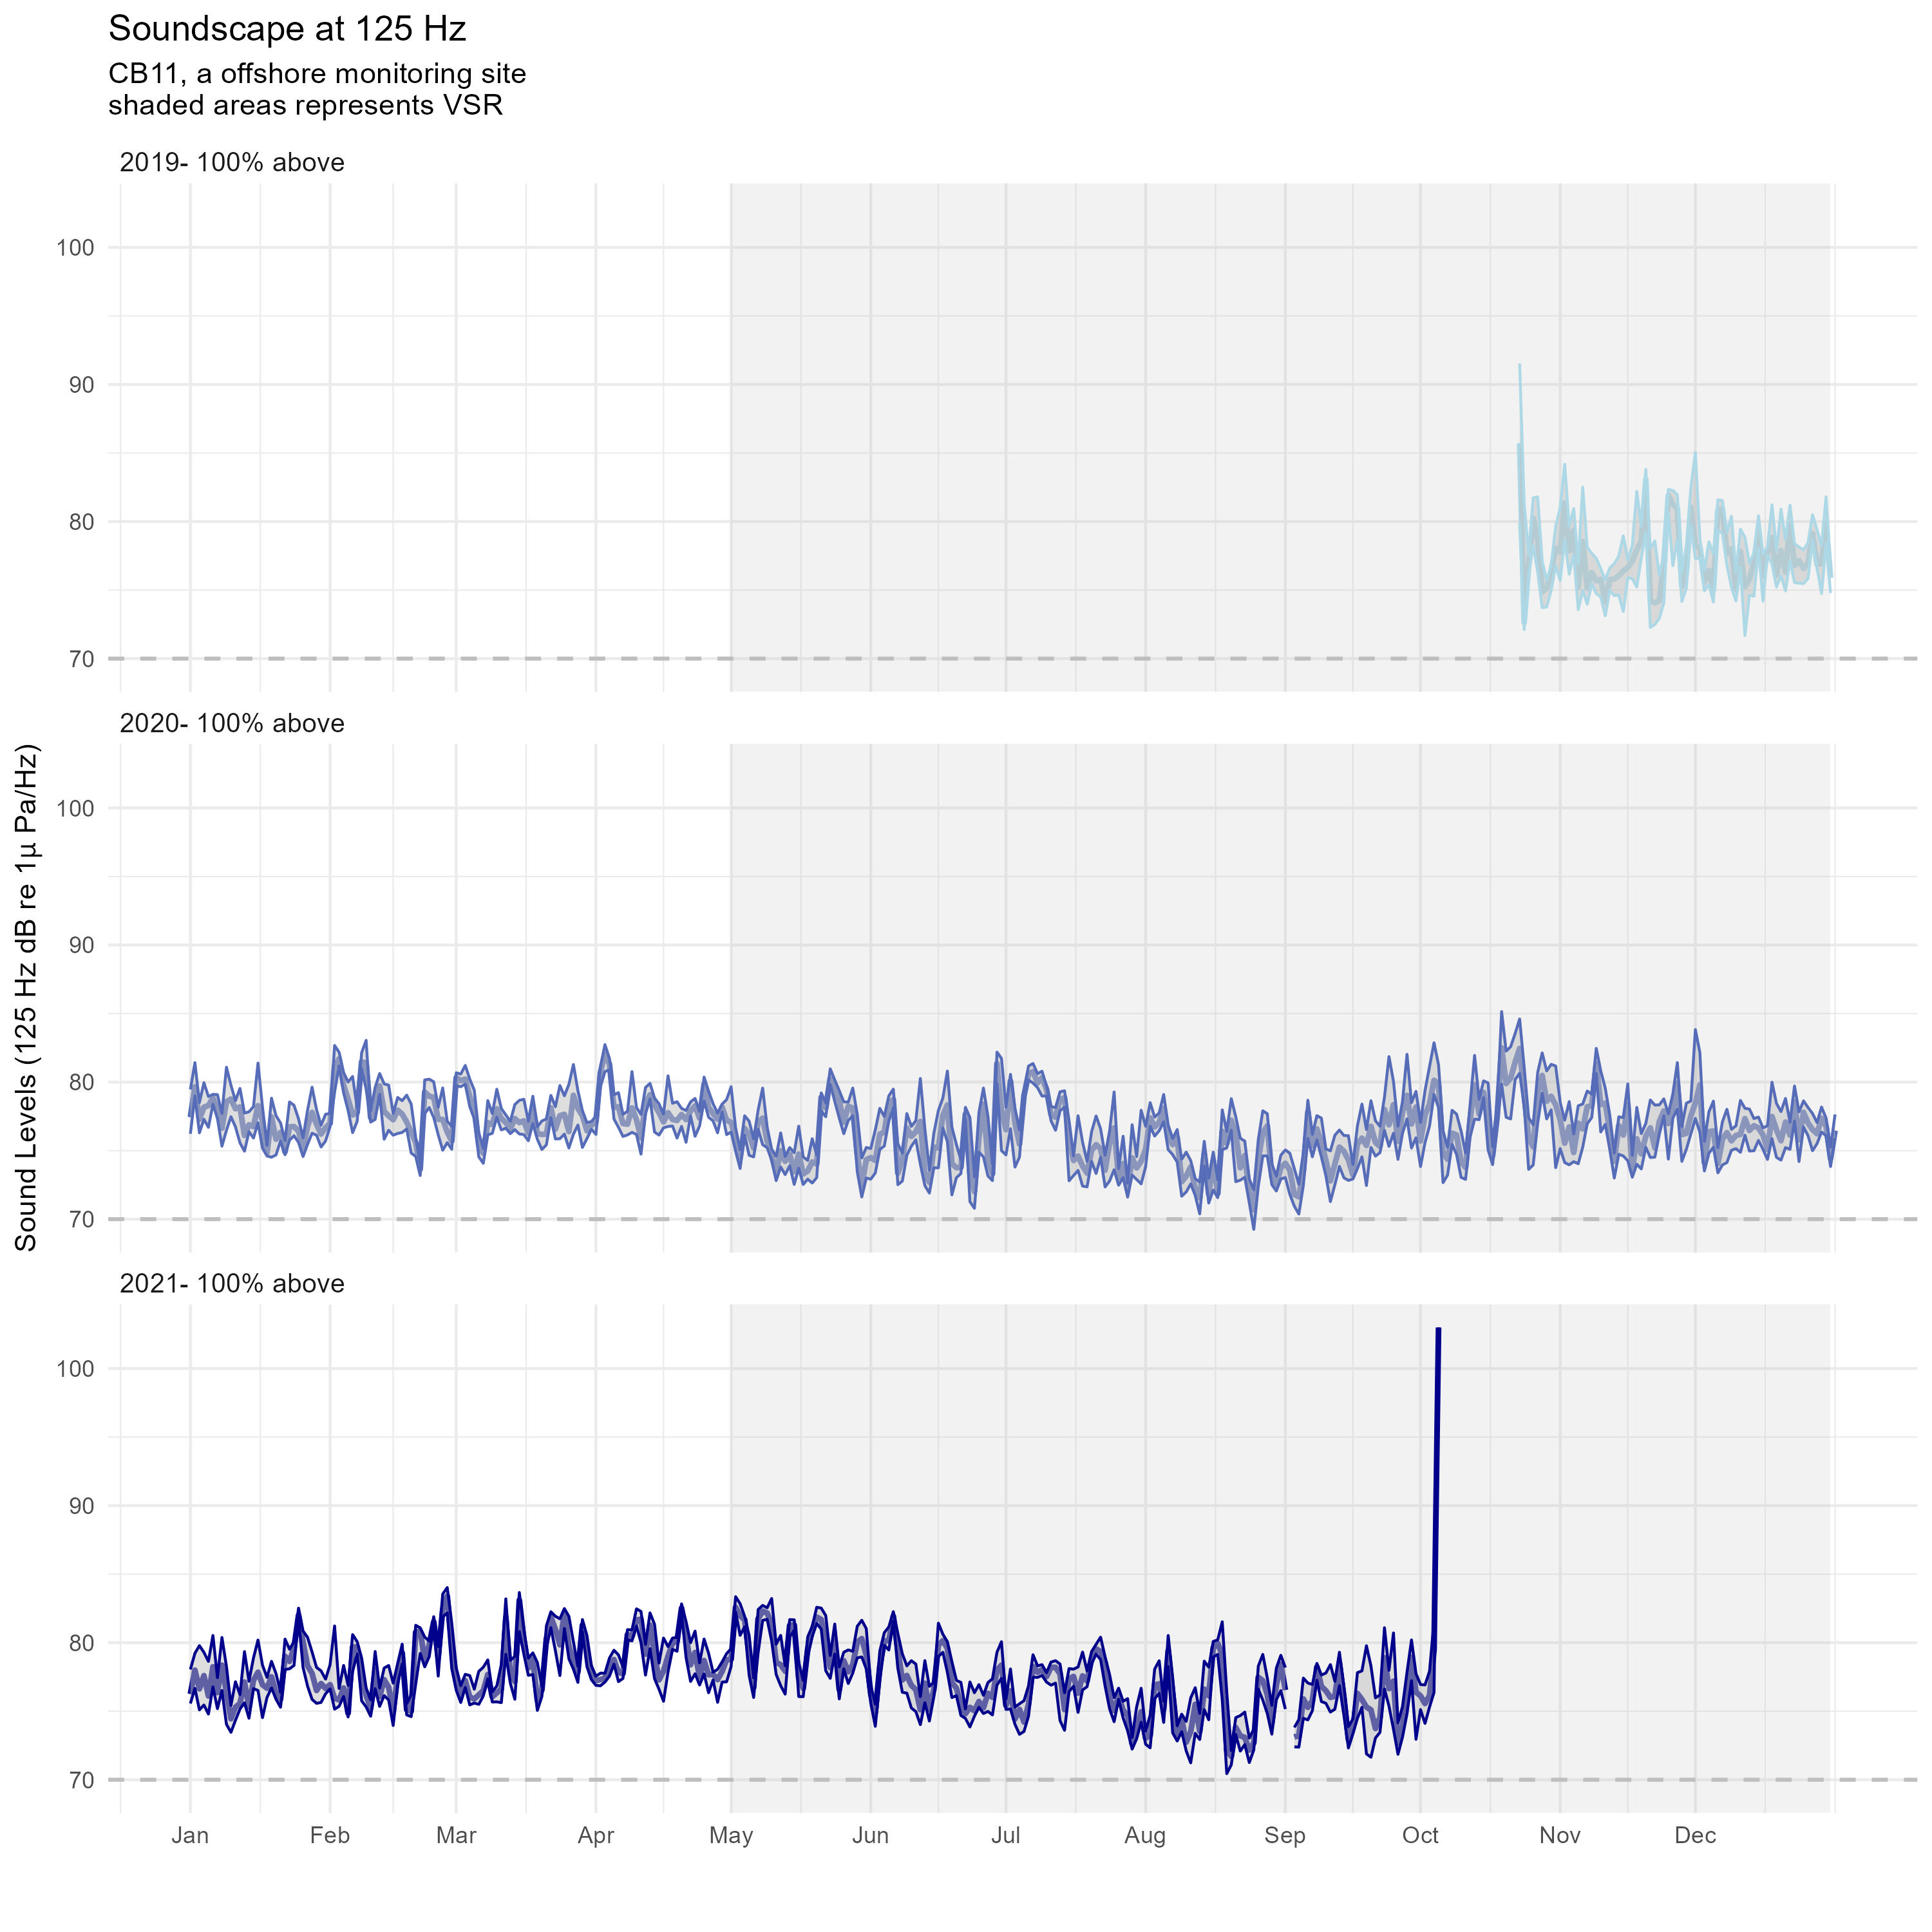 Soundscape at 125 Hz
CB11, a offshore monitoring site
shaded areas represents VSR
2019- 100% above
100
90
80
70
2020- 100% above
100
90
80
70
2021- 100% above
100
90
80
70
Sound Levels (125 Hz dB re 1µ Pa/Hz)
Jan Feb Mar Apr May Jun Jul Aug Sep Oct Nov Dec